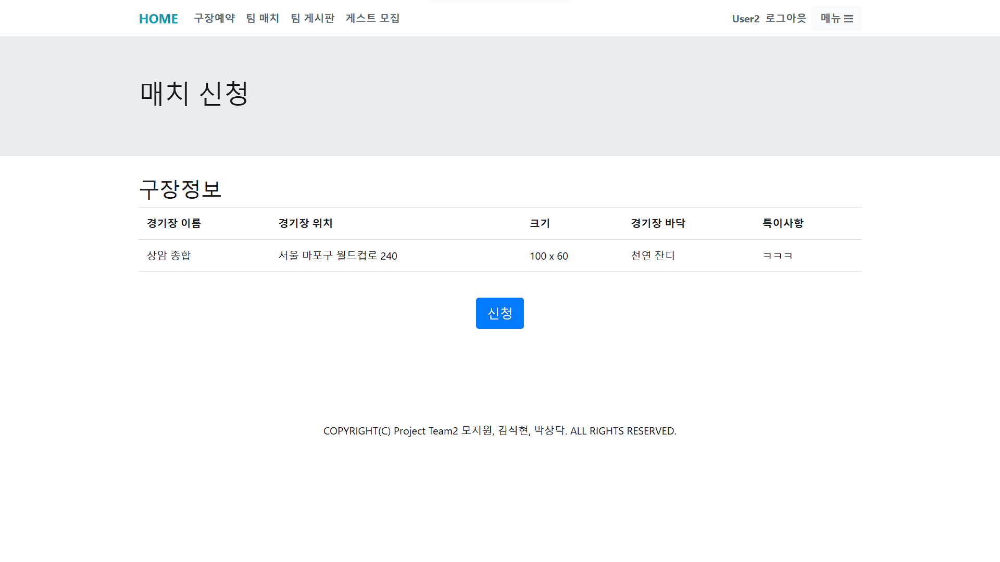 HOME 구장예약 팀 매치 팀 게시판 게스트 모집 User2 로그아웃 메뉴
매치 신청
구장정보
경기장 이름 경기장 위치 크기 경기장 바닥 특이사항
상암 종합 서울 마포구 월드컵로 240 100 x 60 천연 잔디 ㅋㅋㅋ
신청
COPYRIGHT(C) Project Team2 모지원, 김석현, 박상탁. ALL RIGHTS RESERVED.